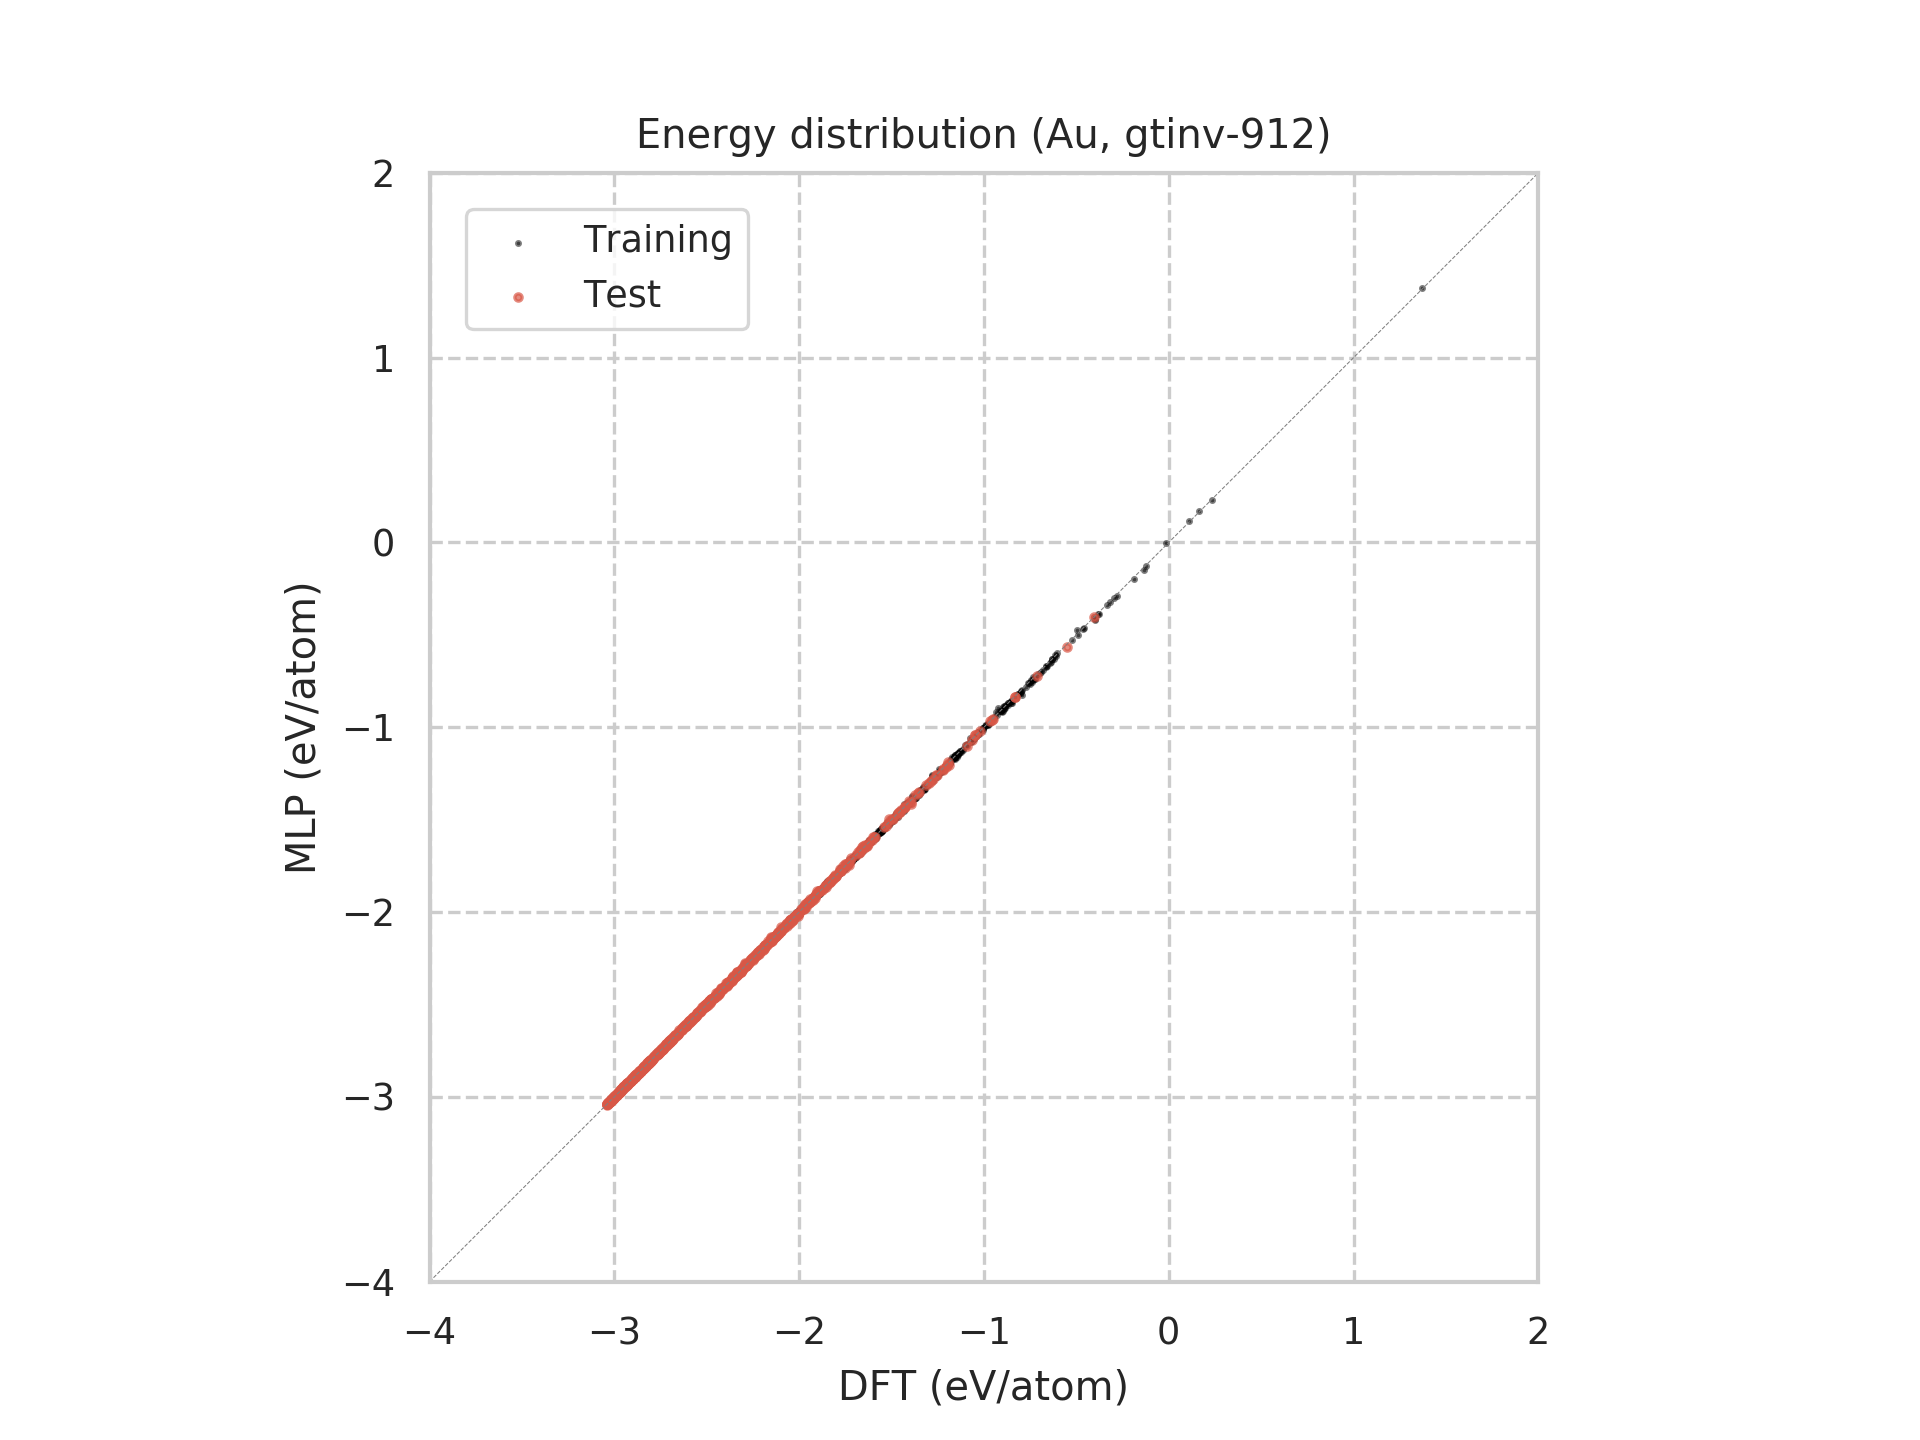 Energy distribution (Au, gtinv-912)
2
1
0
−1
−2
−3
−4
MLP (eV/atom)
Training
Test
−4 −3 −2 −1 0 1 2
DFT (eV/atom)